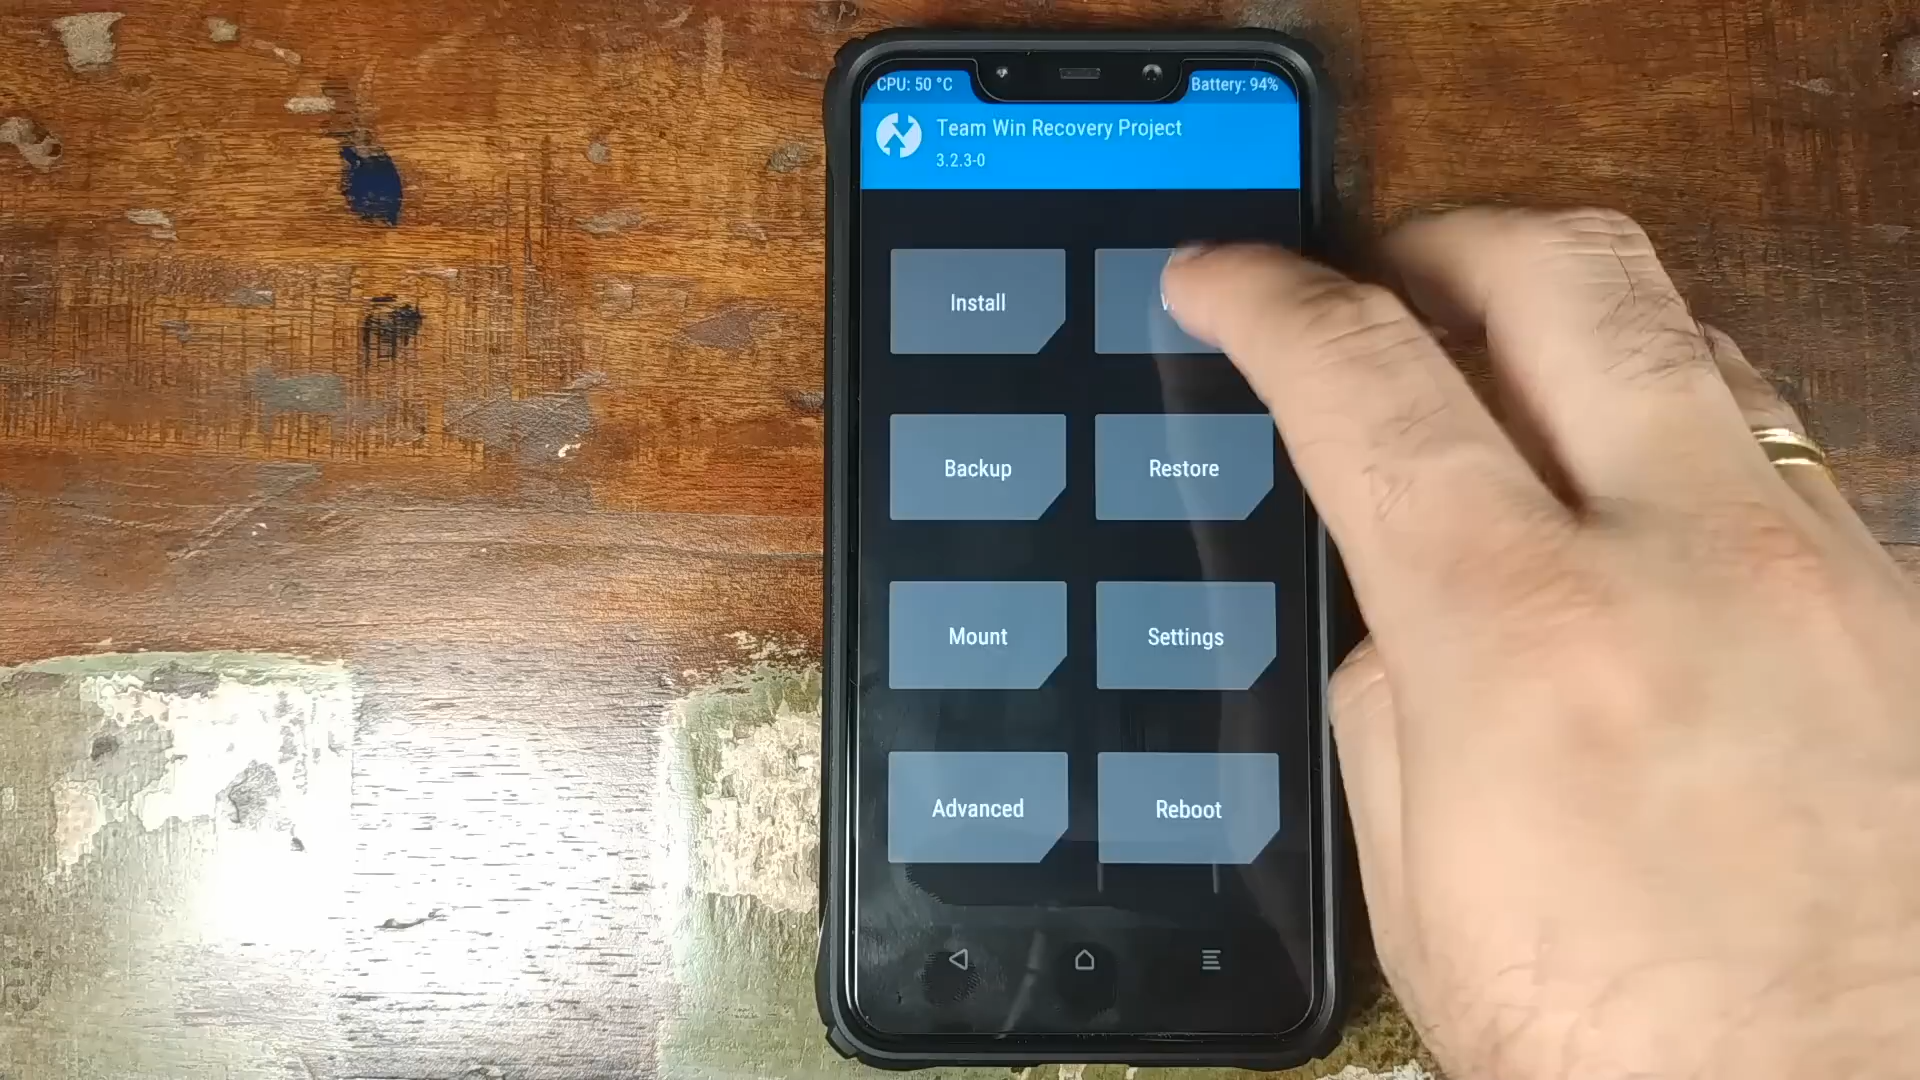 CPU: 50 °C
Battery: 94%
Team Win Recovery Project
3.2.3-0
Install
Backup
Restore
Mount
Settings
Advanced
Reboot